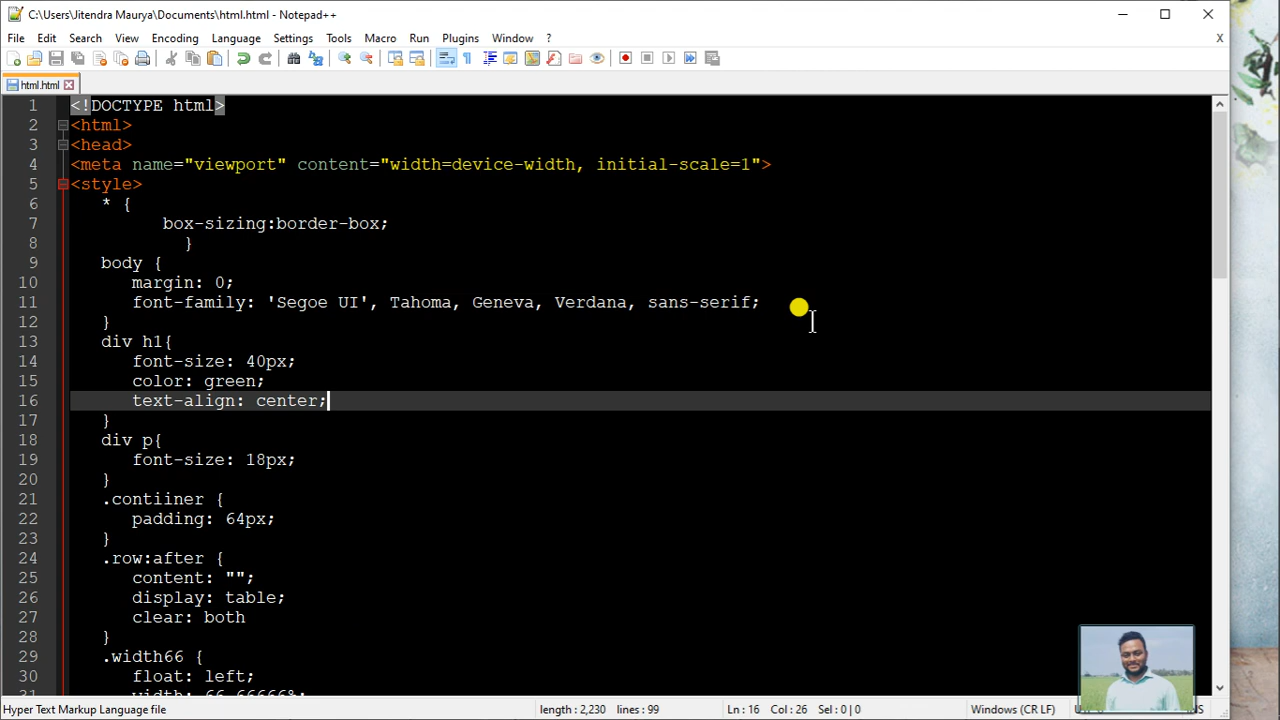 C:\Users\Jitendra Maurya\Documents\html.html - Notepad++
File Edit Search View Encoding Language Settings Tools Macro Run Plugins Window ? X
html.html
1 <!DOCTYPE html>
2 <html>
3 <head>
4 <meta name="viewport" content="width=device-width, initial-scale=1">
5 <style>
6 * {
7 box-sizing:border-box;
8 }
9 body {
10 margin: 0;
11 font-family: 'Segoe UI', Tahoma, Geneva, Verdana, sans-serif;
12 }
13 div h1{
14 font-size: 40px;
15 color: green;
16 text-align: center;
17 }
18 div p{
19 font-size: 18px;
20 }
21 .contiiner {
22 padding: 64px;
23 }
24 .row:after {
25 content: "";
26 display: table;
27 clear: both
28 }
29 .width66 {
30 float: left;
31 width: 66.66666%;
Hyper Text Markup Language file length : 2,230 lines : 99 Ln : 16 Col : 26 Sel : 0 | 0 Windows (CR LF)